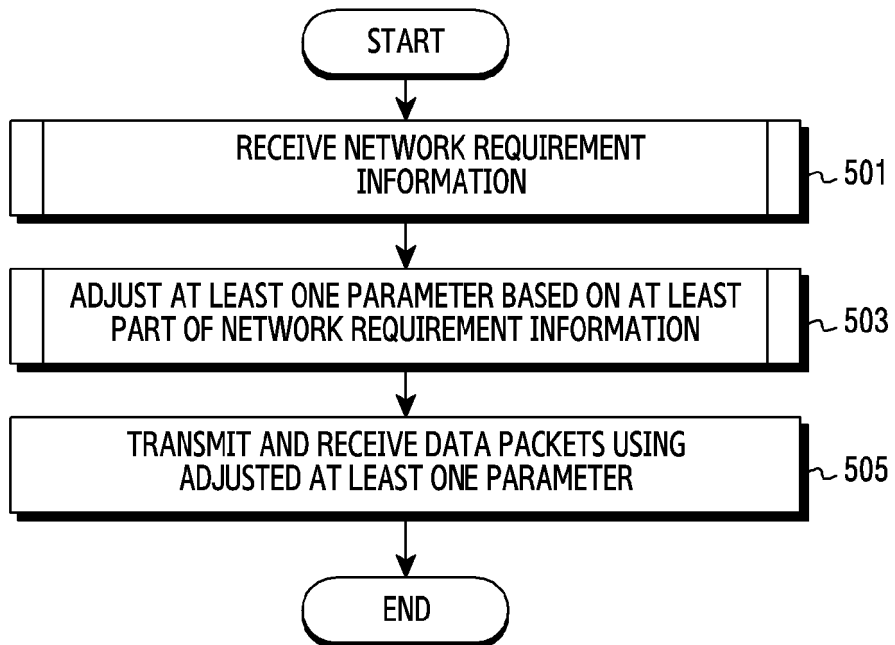 START
RECEIVE NETWORK REQUIREMENT
INFORMATION
501
ADJUST AT LEAST ONE PARAMETER BASED ON AT LEAST
PART OF NETWORK REQUIREMENT INFORMATION
503
TRANSMIT AND RECEIVE DATA PACKETS USING
ADJUSTED AT LEAST ONE PARAMETER
505
END